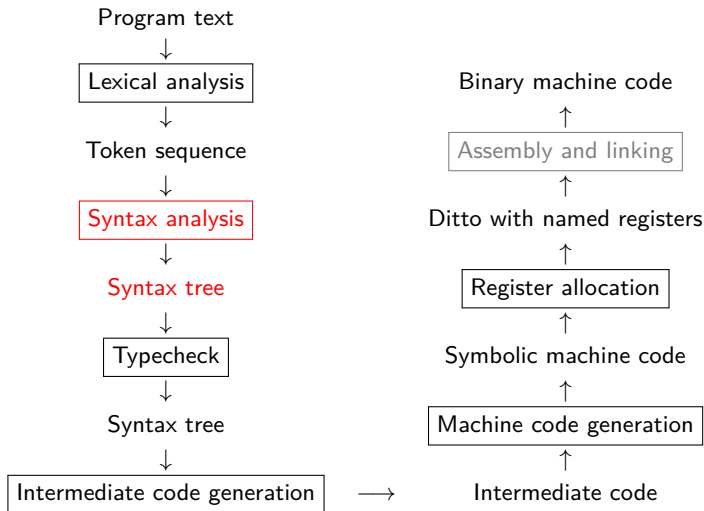 Program text
Lexical analysis
Token sequence
Syntax analysis
Syntax tree
Typecheck
Syntax tree
Intermediate code generation
Binary machine code
Assembly and linking
Ditto with named registers
Register allocation
Symbolic machine code
Machine code generation
Intermediate code